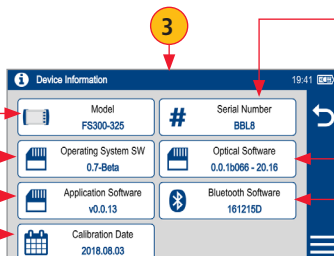 3
Device Information 19:41
Model
FS300-325
# Serial Number
BBL8
Operating System SW
0.7-Beta
Optical Software
0.0.1b066 - 20.16
Application Software
v0.0.13
Bluetooth Software
161215D
Calibration Date
2018.08.03